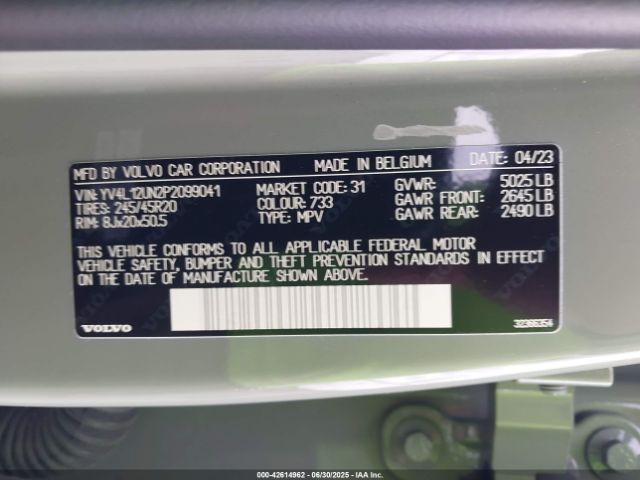 MFD BY VOLVO CAR CORPORATION MADE IN BELGIUM DATE: 04/23
VIN: YV4L12UN2P2099041 MARKET CODE: 31 GVWR: 5025 LB
TIRES: 245/45R20 COLOUR: 733 GAWR FRONT: 2645 LB
RIM: 8Jx20x50.5 TYPE: MPV GAWR REAR: 2490 LB
THIS VEHICLE CONFORMS TO ALL APPLICABLE FEDERAL MOTOR
VEHICLE SAFETY, BUMPER AND THEFT PREVENTION STANDARDS IN EFFECT
ON THE DATE OF MANUFACTURE SHOWN ABOVE.
VOLVO
000-42614962 - 06/30/2025 - IAA Inc.